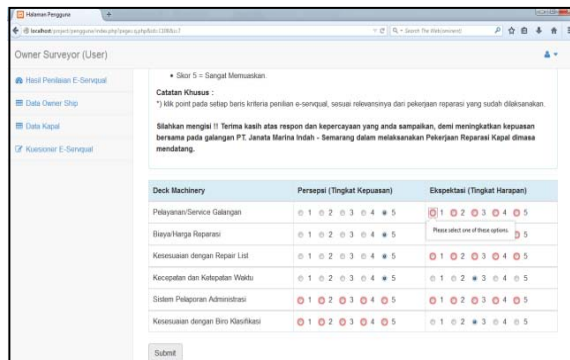 Halaman Pengguna
Owner Surveyor (User)
Hasil Penilaian E-Servqual
Data Owner Ship
Data Kapal
Kuesioner E-Servqual
• Skor 5 = Sangat Memuaskan.
Catatan Khusus :
*) klik point pada setiap baris kriteria penilian e-servqual, sesuai relevansinya dari pekerjaan reparasi yang sudah dilaksanakan.
Silahkan mengisi !! Terima kasih atas respon dan kepercayaan yang anda sampaikan, demi meningkatkan kepuasan
bersama pada galangan PT. Janata Marina Indah - Semarang dalam melaksanakan Pekerjaan Reparasi Kapal dimasa
mendatang.
Deck Machinery Persepsi (Tingkat Kepuasan) Ekspektasi (Tingkat Harapan)
Pelayanan/Service Galangan 1 2 3 4 5 1 2 3 4 5
Please select one of these options.
Biaya/Harga Reparasi 1 2 3 4 5 5
Kesesuaian dengan Repair List 1 2 3 4 5 1 2 3 4 5
Kecepatan dan Ketepatan Waktu 1 2 3 4 5 1 2 3 4 5
Sistem Pelaporan Administrasi 1 2 3 4 5 1 2 3 4 5
Kesesuaian dengan Biro Klasifikasi 1 2 3 4 5 1 2 3 4 5
Submit